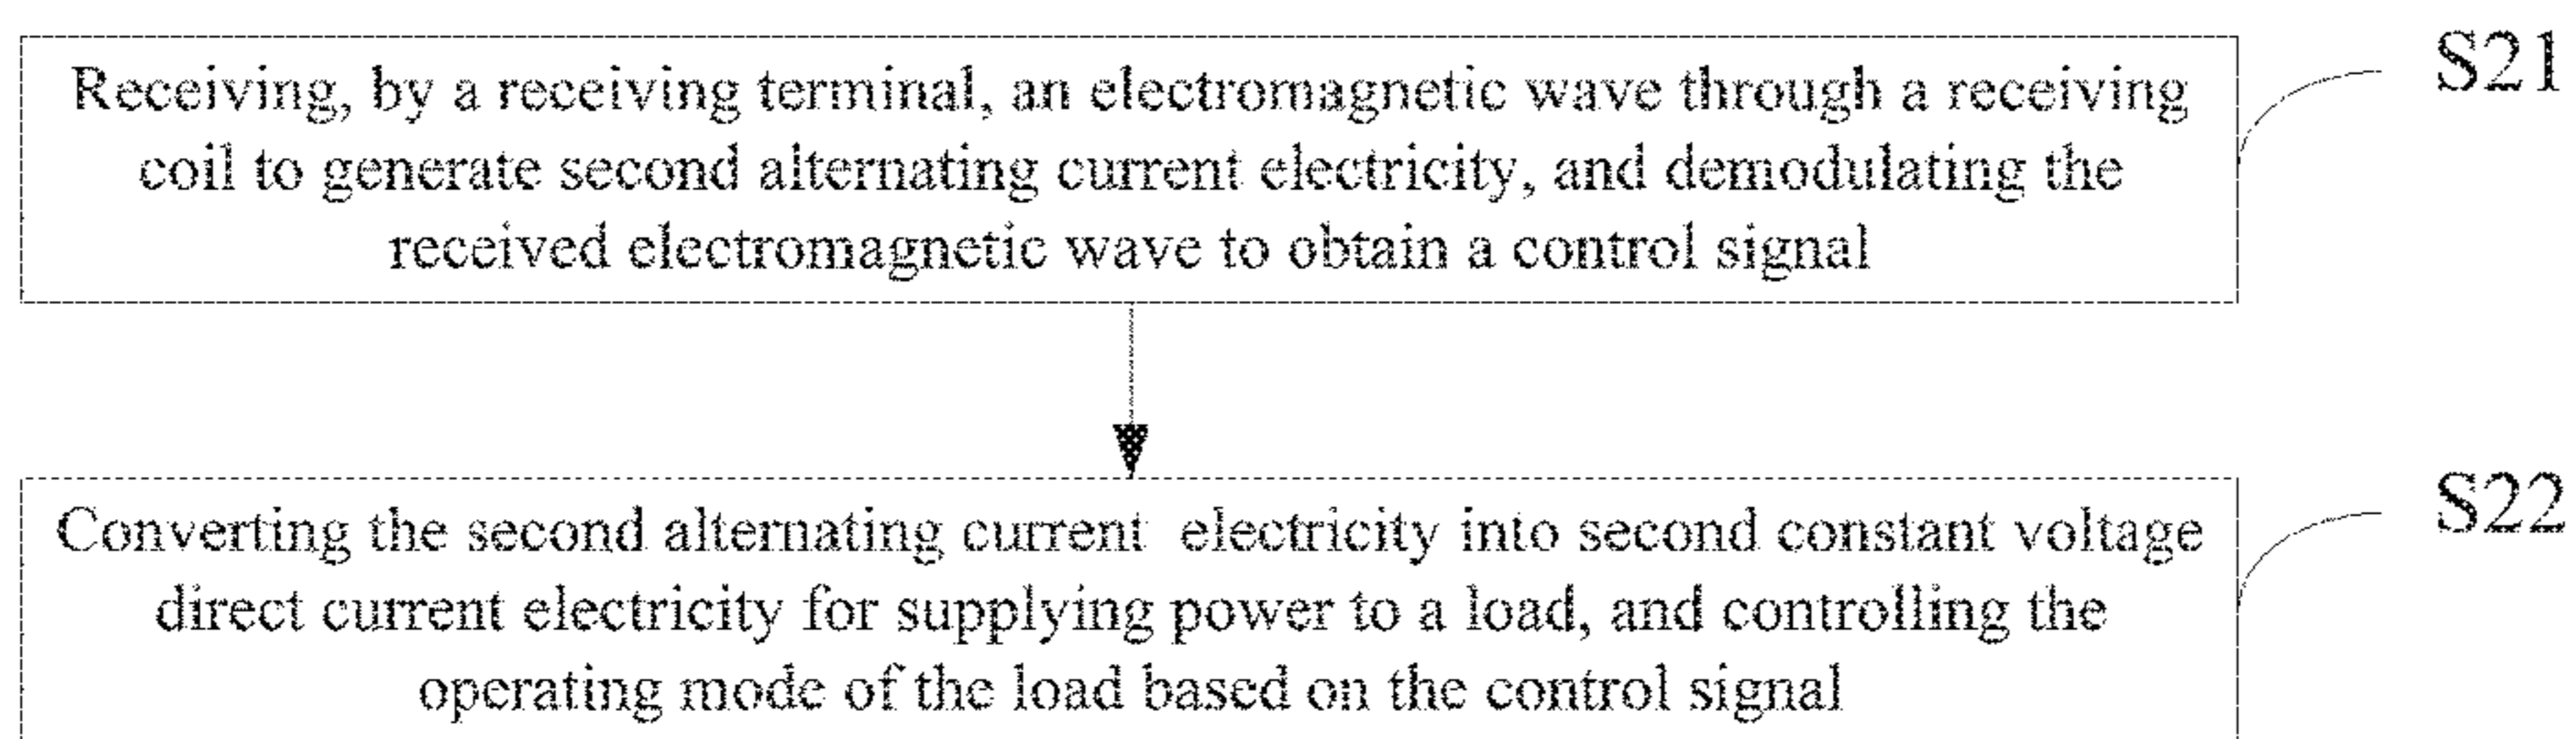 Receiving, by a receiving terminal, an electromagnetic wave through a receiving
coil to generate second alternating current electricity, and demodulating the
received electromagnetic wave to obtain a control signal
S21
Converting the second alternating current electricity into second constant voltage
direct current electricity for supplying power to a load, and controlling the
operating mode of the load based on the control signal
S22